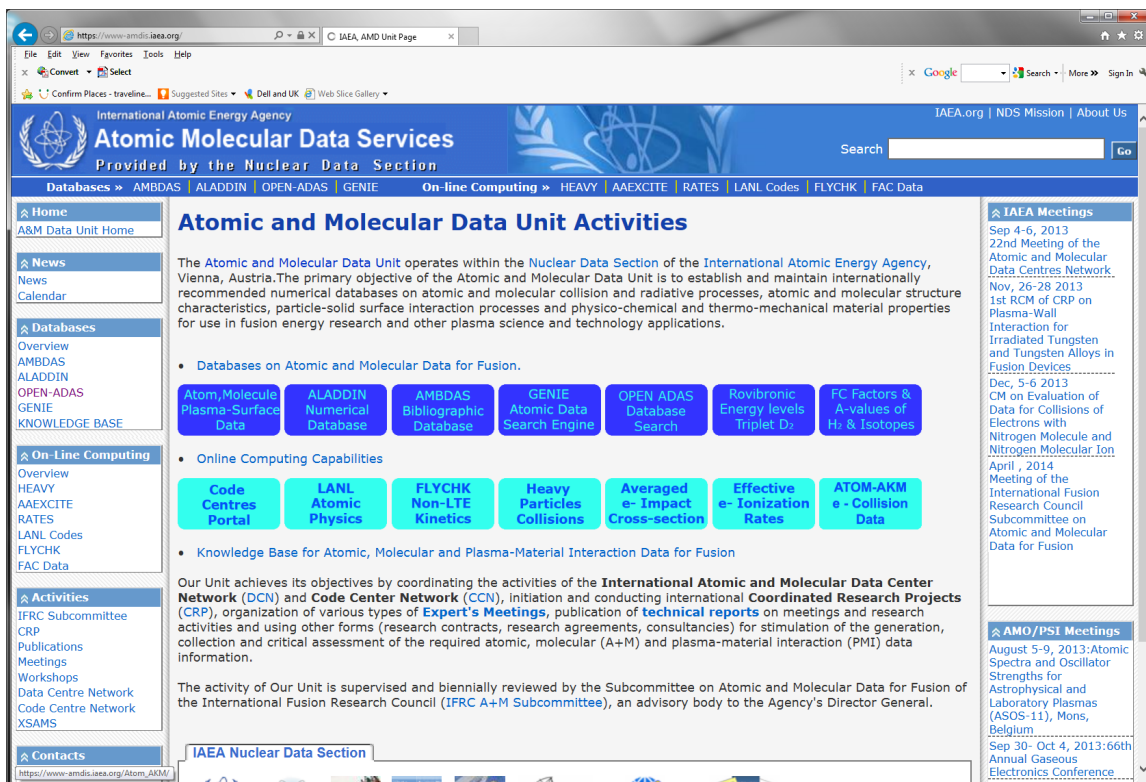 https://www-amdis.iaea.org/
IAEA, AMD Unit Page
File Edit View Favorites Tools Help
x Convert Select
x Google Search More » Sign In
Confirm Places - traveline... Suggested Sites Dell and UK Web Slice Gallery
International Atomic Energy Agency
Atomic Molecular Data Services
Provided by the Nuclear Data Section
IAEA.org | NDS Mission | About Us
Search Go
Databases » AMBDAS | ALADDIN | OPEN-ADAS | GENIE On-line Computing » HEAVY | AAEXCITE | RATES | LANL Codes | FLYCHK | FAC Data
Home
A&M Data Unit Home
News
News
Calendar
Databases
Overview
AMBDAS
ALADDIN
OPEN-ADAS
GENIE
KNOWLEDGE BASE
On-Line Computing
Overview
HEAVY
AAEXCITE
RATES
LANL Codes
FLYCHK
FAC Data
Activities
IFRC Subcommittee
CRP
Publications
Meetings
Workshops
Data Centre Network
Code Centre Network
XSAMS
Contacts
https://www-amdis.iaea.org/Atom_AKM/
Atomic and Molecular Data Unit Activities
The Atomic and Molecular Data Unit operates within the Nuclear Data Section of the International Atomic Energy Agency,
Vienna, Austria.The primary objective of the Atomic and Molecular Data Unit is to establish and maintain internationally
recommended numerical databases on atomic and molecular collision and radiative processes, atomic and molecular structure
characteristics, particle-solid surface interaction processes and physico-chemical and thermo-mechanical material properties
for use in fusion energy research and other plasma science and technology applications.
• Databases on Atomic and Molecular Data for Fusion.
Atom,Molecule
Plasma-Surface
Data
ALADDIN
Numerical
Database
AMBDAS
Bibliographic
Database
GENIE
Atomic Data
Search Engine
OPEN ADAS
Database
Search
Rovibronic
Energy levels
Triplet D₂
FC Factors &
A-values of
H₂ & Isotopes
• Online Computing Capabilities
Code
Centres
Portal
LANL
Atomic
Physics
FLYCHK
Non-LTE
Kinetics
Heavy
Particles
Collisions
Averaged
e- Impact
Cross-section
Effective
e- Ionization
Rates
ATOM-AKM
e - Collision
Data
• Knowledge Base for Atomic, Molecular and Plasma-Material Interaction Data for Fusion
Our Unit achieves its objectives by coordinating the activities of the International Atomic and Molecular Data Center
Network (DCN) and Code Center Network (CCN), initiation and conducting international Coordinated Research Projects
(CRP), organization of various types of Expert's Meetings, publication of technical reports on meetings and research
activities and using other forms (research contracts, research agreements, consultancies) for stimulation of the generation,
collection and critical assessment of the required atomic, molecular (A+M) and plasma-material interaction (PMI) data
information.
The activity of Our Unit is supervised and biennially reviewed by the Subcommittee on Atomic and Molecular Data for Fusion of
the International Fusion Research Council (IFRC A+M Subcommittee), an advisory body to the Agency's Director General.
IAEA Nuclear Data Section
IAEA Meetings
Sep 4-6, 2013
22nd Meeting of the
Atomic and Molecular
Data Centres Network
Nov, 26-28 2013
1st RCM of CRP on
Plasma-Wall
Interaction for
Irradiated Tungsten
and Tungsten Alloys in
Fusion Devices
Dec, 5-6 2013
CM on Evaluation of
Data for Collisions of
Electrons with
Nitrogen Molecule and
Nitrogen Molecular Ion
April , 2014
Meeting of the
International Fusion
Research Council
Subcommittee on
Atomic and Molecular
Data for Fusion
AMO/PSI Meetings
August 5-9, 2013:Atomic
Spectra and Oscillator
Strengths for
Astrophysical and
Laboratory Plasmas
(ASOS-11), Mons,
Belgium
Sep 30- Oct 4, 2013:66th
Annual Gaseous
Electronics Conference